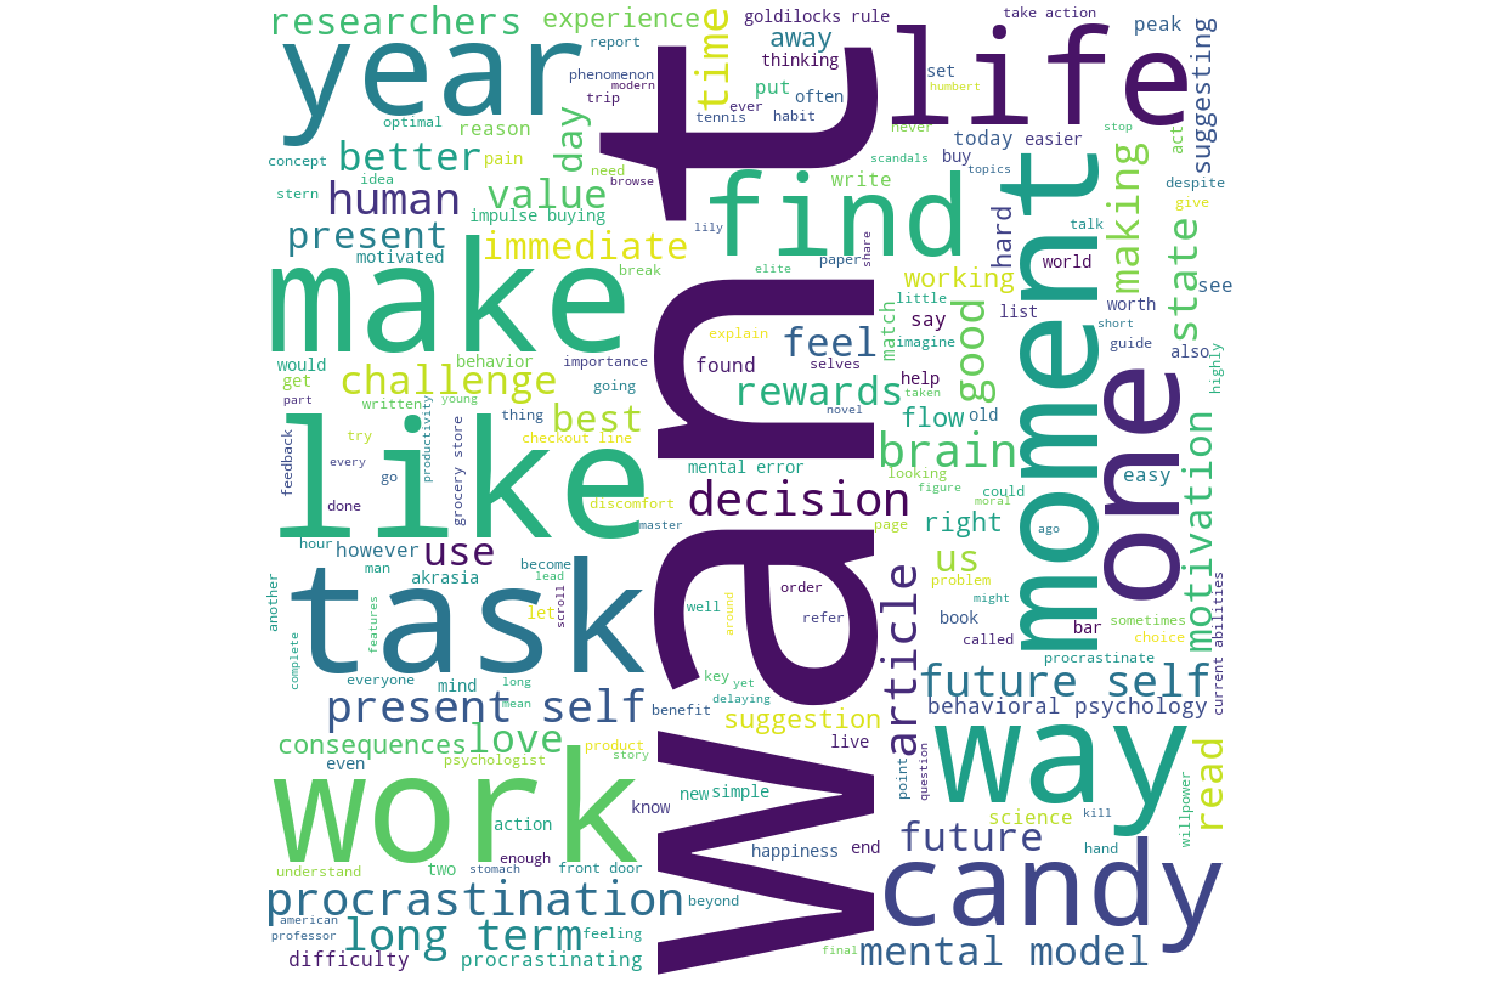 researchers
experience
goldilocks rule
take action
peak
year
report
time
away
life
suggesting
thinking
phenomenon
modern
trip
put
often
set
humbert
ever
tennis
habit
want
optimal
reason
day
never
today
easier
stop
act
concept
better
pain
need
scandals
buy
topics
idea
browse
stern
human
value
find
write
moment
making
despite
give
impulse buying
lily
hard
talk
state
present
immediate
motivated
make
break
elite
paper
share
world
working
see
little
list
worth
match
say
good
short
explain
feel
imagine
guide
also
highly
would
behavior
importance
found
selves
one
get
challenge
going
rewards
help
taken
part
written
young
thing
best
novel
flow
old
motivation
like
productivity
checkout line
try
feedback
every
grocery store
go
mental error
brain
looking
easy
done
discomfort
decision
figure
could
moral
master
page
right
ago
hour
however
use
us
man
akrasia
become
lead
task
another
features
let
scroll
order
problem
might
well
around
refer
article
book
sometimes
bar
choice
called
current abilities
complete
everyone
mind
long
key
yet
procrastinate
future self
present self
mean
delaying
benefit
behavioral psychology
suggestion
consequences
love
product
live
way
read
even
psychologist
story
point
question
work
new
simple
willpower
know
science
kill
action
future
happiness
end
hand
enough
understand
two
stomach
front door
candy
procrastination
beyond
american
professor
long term
feeling
final
mental model
difficulty
procrastinating